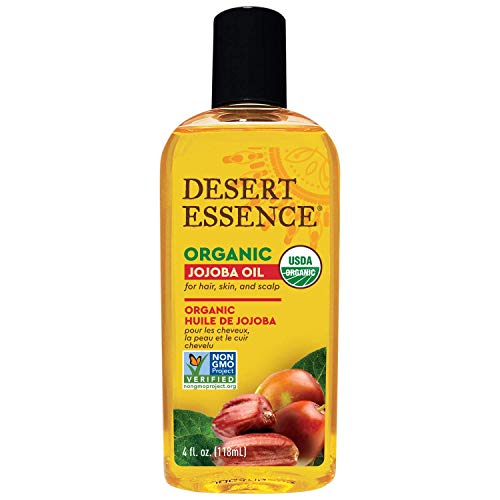 DESERT
ESSENCE®
ORGANIC
JOJOBA OIL
for hair, skin, and scalp
USDA
ORGANIC
ORGANIC
HUILE DE JOJOBA
pour les cheveux,
la peau et le cuir
chevelu
NON
GMO
Project
VERIFIED
nongmoproject.org
4 fl. oz. (118mL)